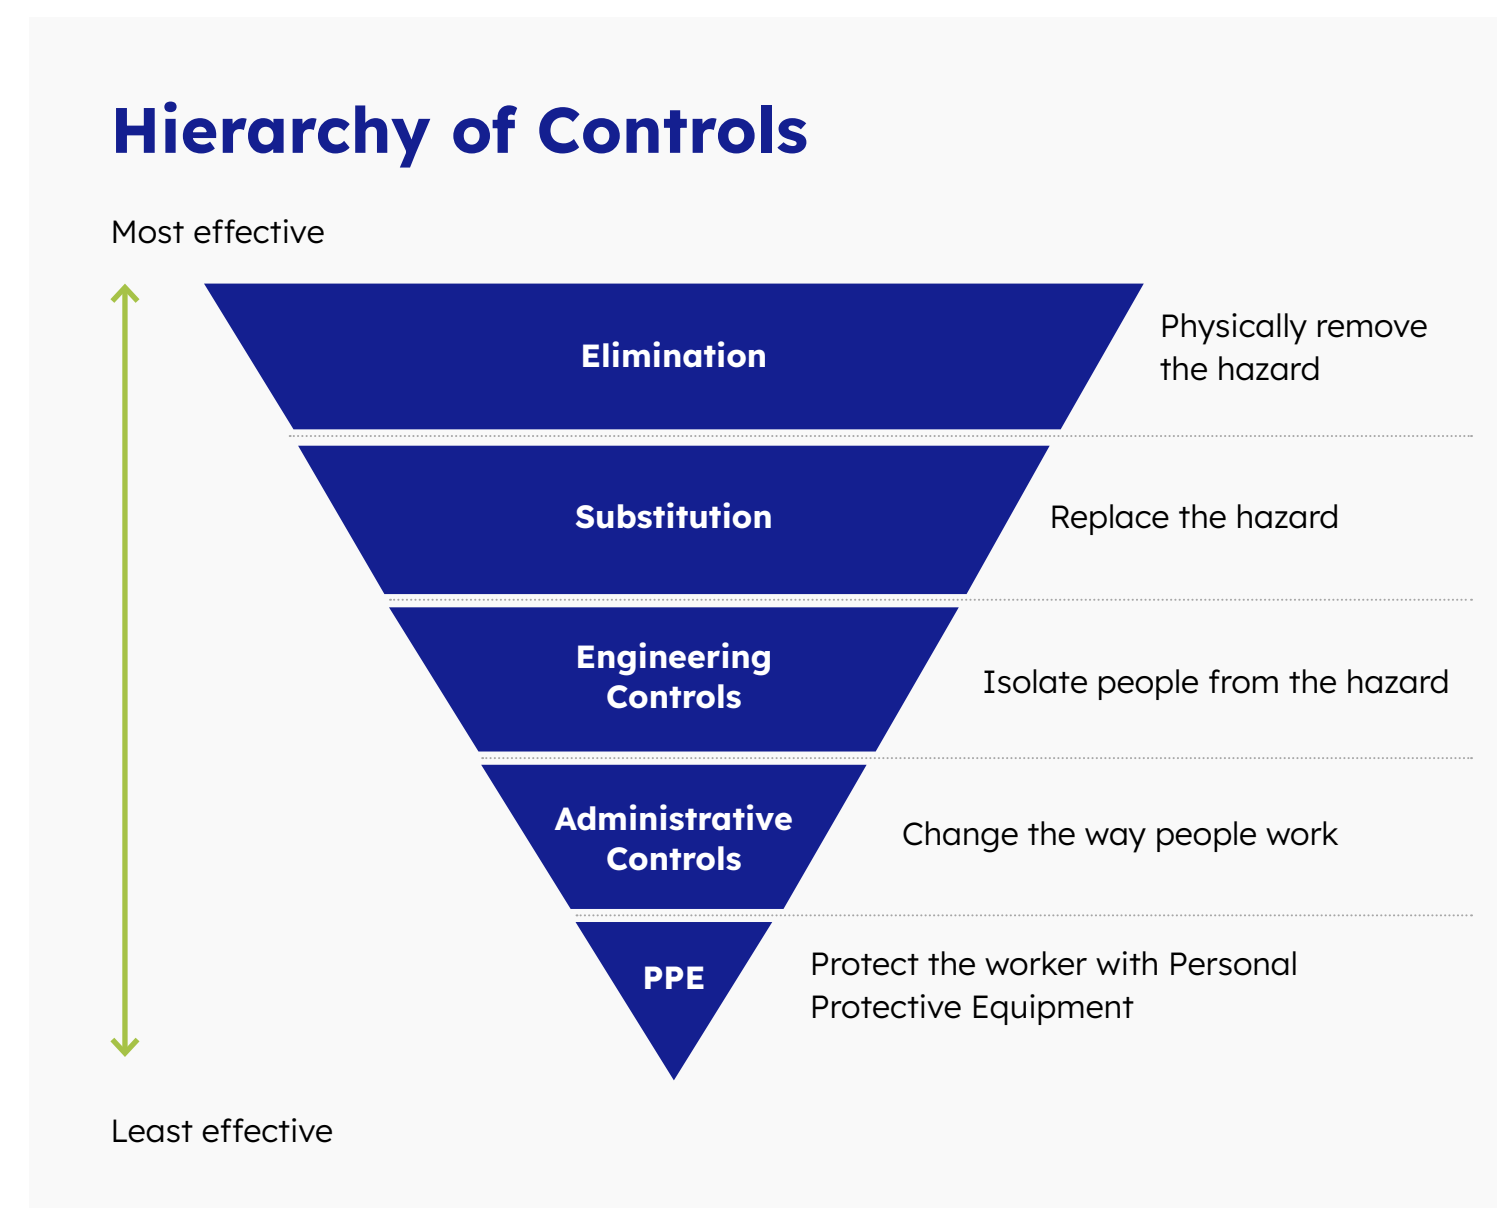 Hierarchy of Controls
Most effective
Elimination
Physically remove
the hazard
Substitution
Replace the hazard
Engineering
Controls
Isolate people from the hazard
Administrative
Controls
Change the way people work
PPE
Protect the worker with Personal
Protective Equipment
Least effective